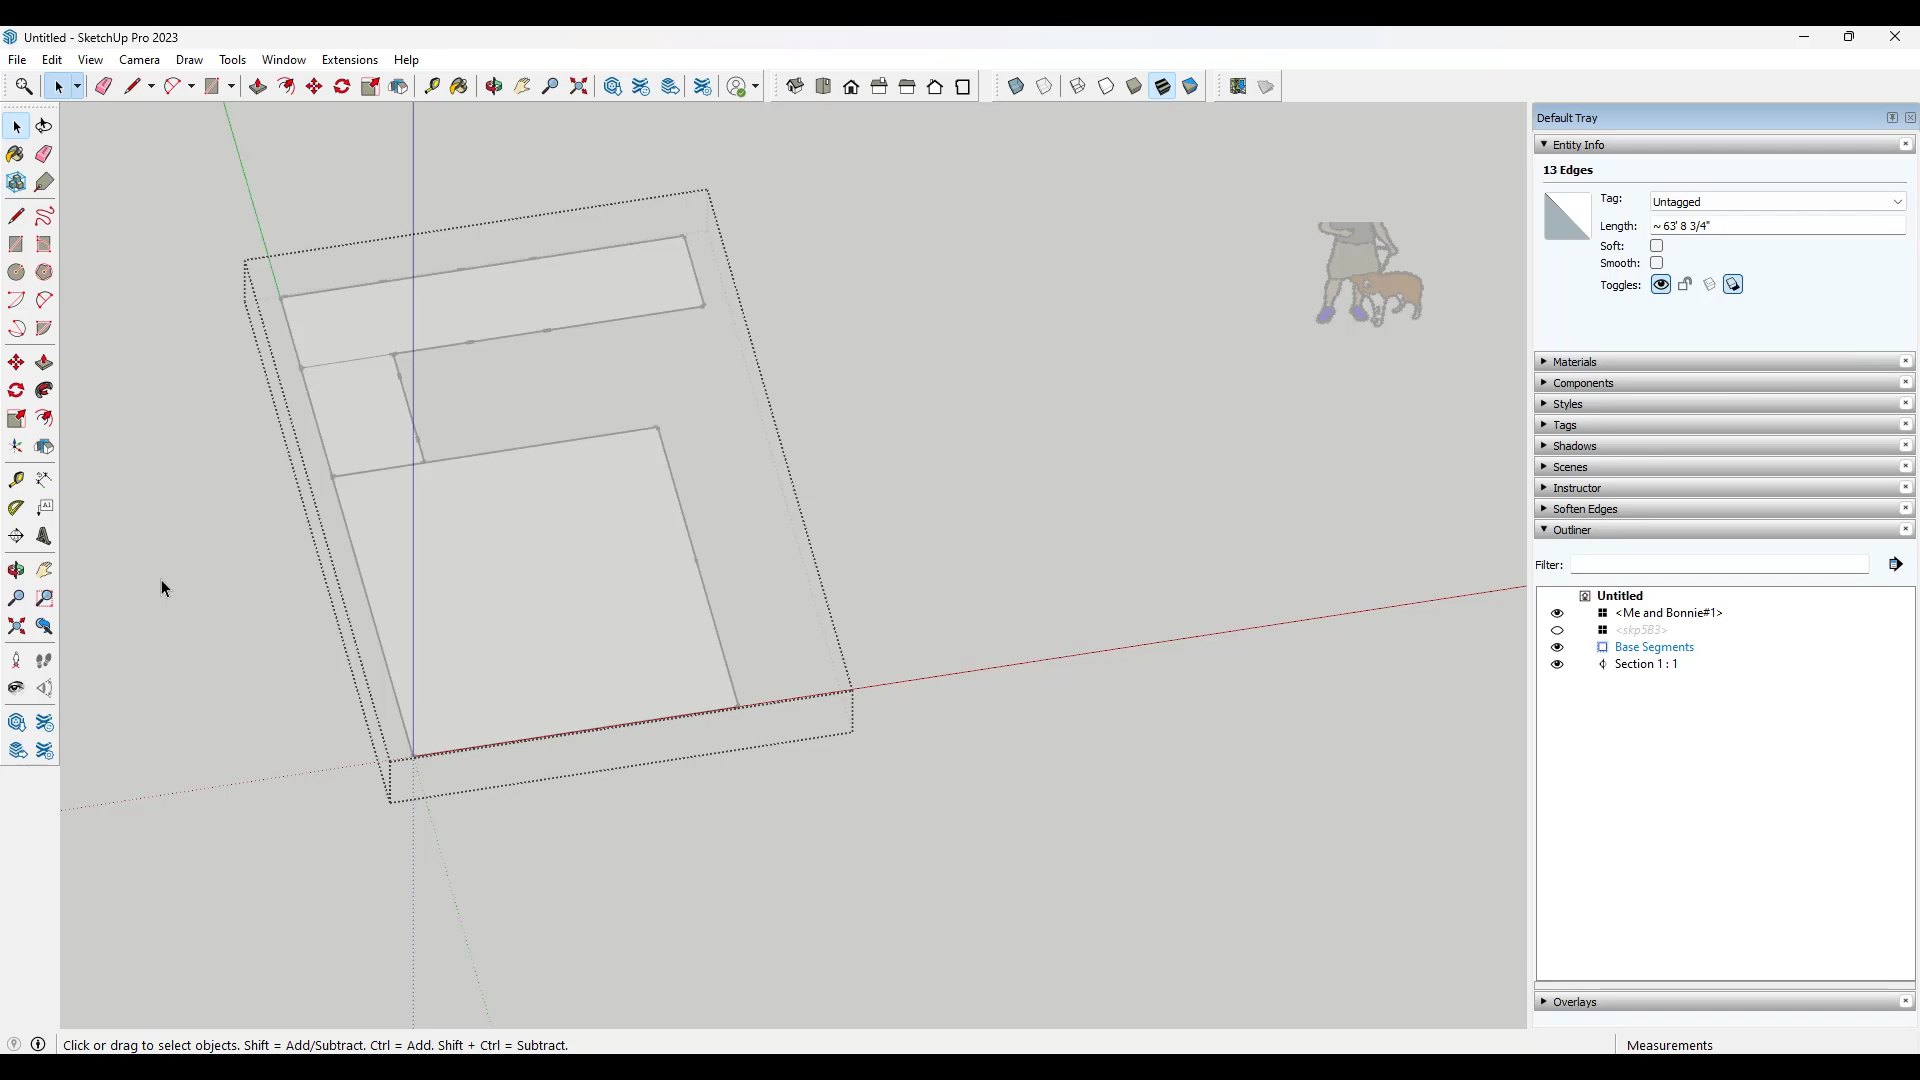 Untitled - SketchUp Pro 2023
File Edit View Camera Draw Tools Window Extensions Help
Default Tray
Entity Info
13 Edges
Tag: Untagged
Length: ~ 63' 8 3/4"
Soft:
Smooth:
Toggles:
Materials
Components
Styles
Tags
Shadows
Scenes
Instructor
Soften Edges
Outliner
Filter:
Untitled
<Me and Bonnie#1>
<skp5B3>
Base Segments
Section 1 : 1
Overlays
Click or drag to select objects. Shift = Add/Subtract. Ctrl = Add. Shift + Ctrl = Subtract.
Measurements